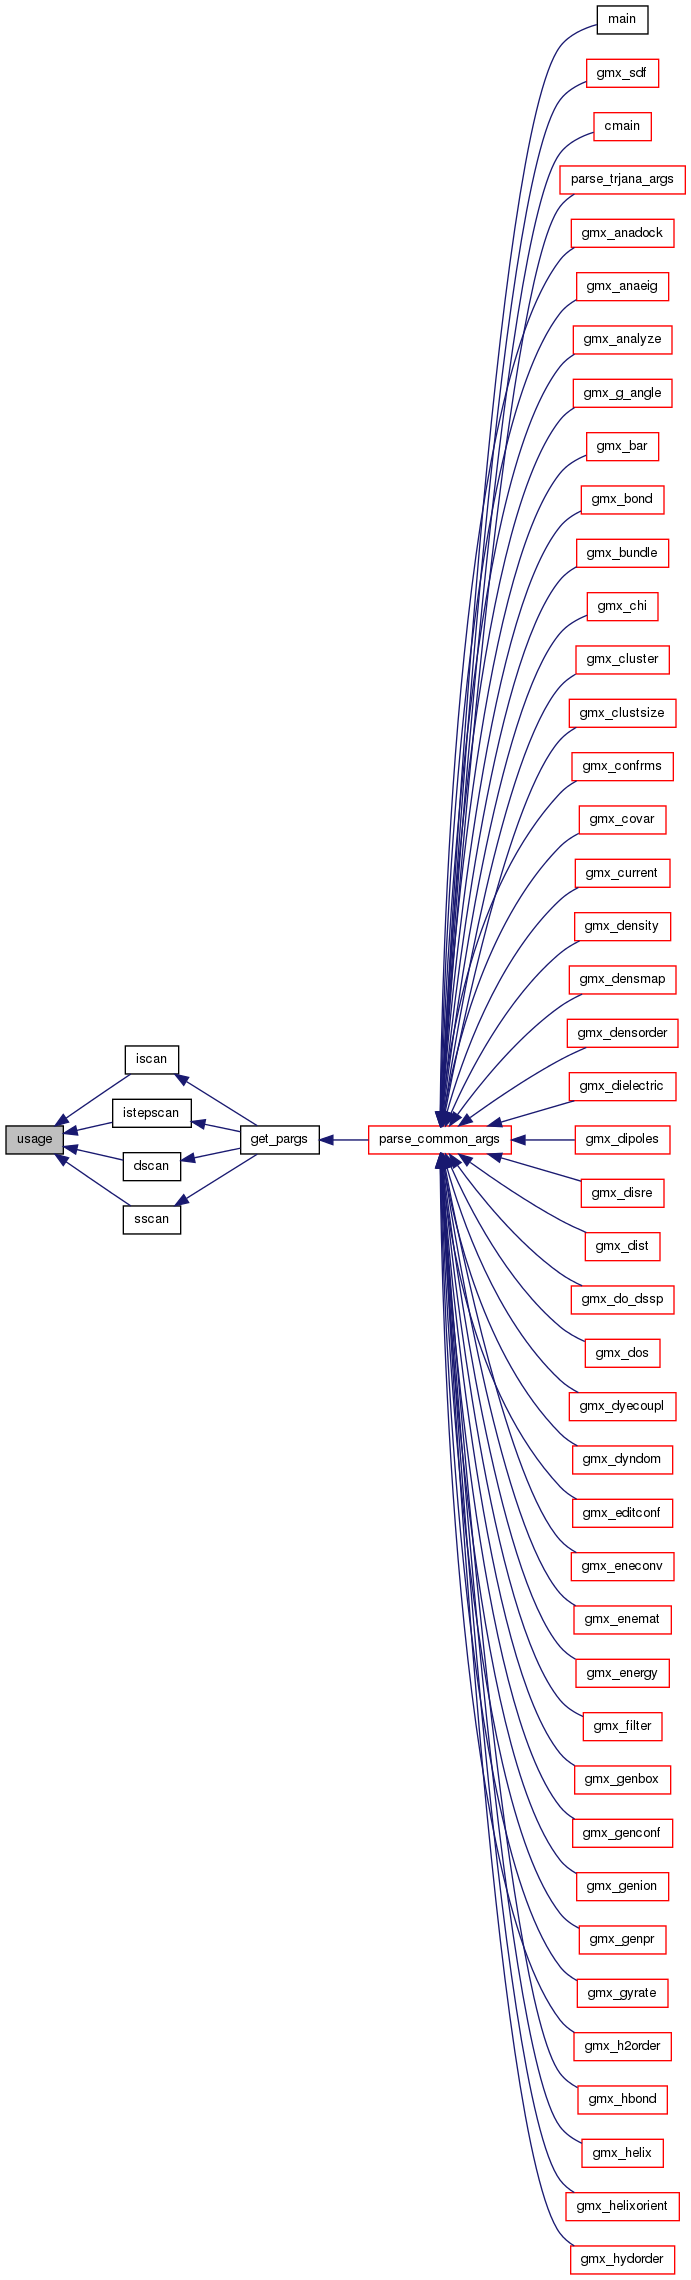 main
gmx_sdf
cmain
parse_trjana_args
gmx_anadock
gmx_anaeig
gmx_analyze
gmx_g_angle
gmx_bar
gmx_bond
gmx_bundle
gmx_chi
gmx_cluster
gmx_clustsize
gmx_confrms
gmx_covar
gmx_current
gmx_density
gmx_densmap
gmx_densorder
gmx_dielectric
gmx_dipoles
gmx_disre
gmx_dist
gmx_do_dssp
gmx_dos
gmx_dyecoupl
gmx_dyndom
gmx_editconf
gmx_eneconv
gmx_enemat
gmx_energy
gmx_filter
gmx_genbox
gmx_genconf
gmx_genion
gmx_genpr
gmx_gyrate
gmx_h2order
gmx_hbond
gmx_helix
gmx_helixorient
gmx_hydorder
iscan
istepscan
usage
get_pargs
parse_common_args
dscan
sscan